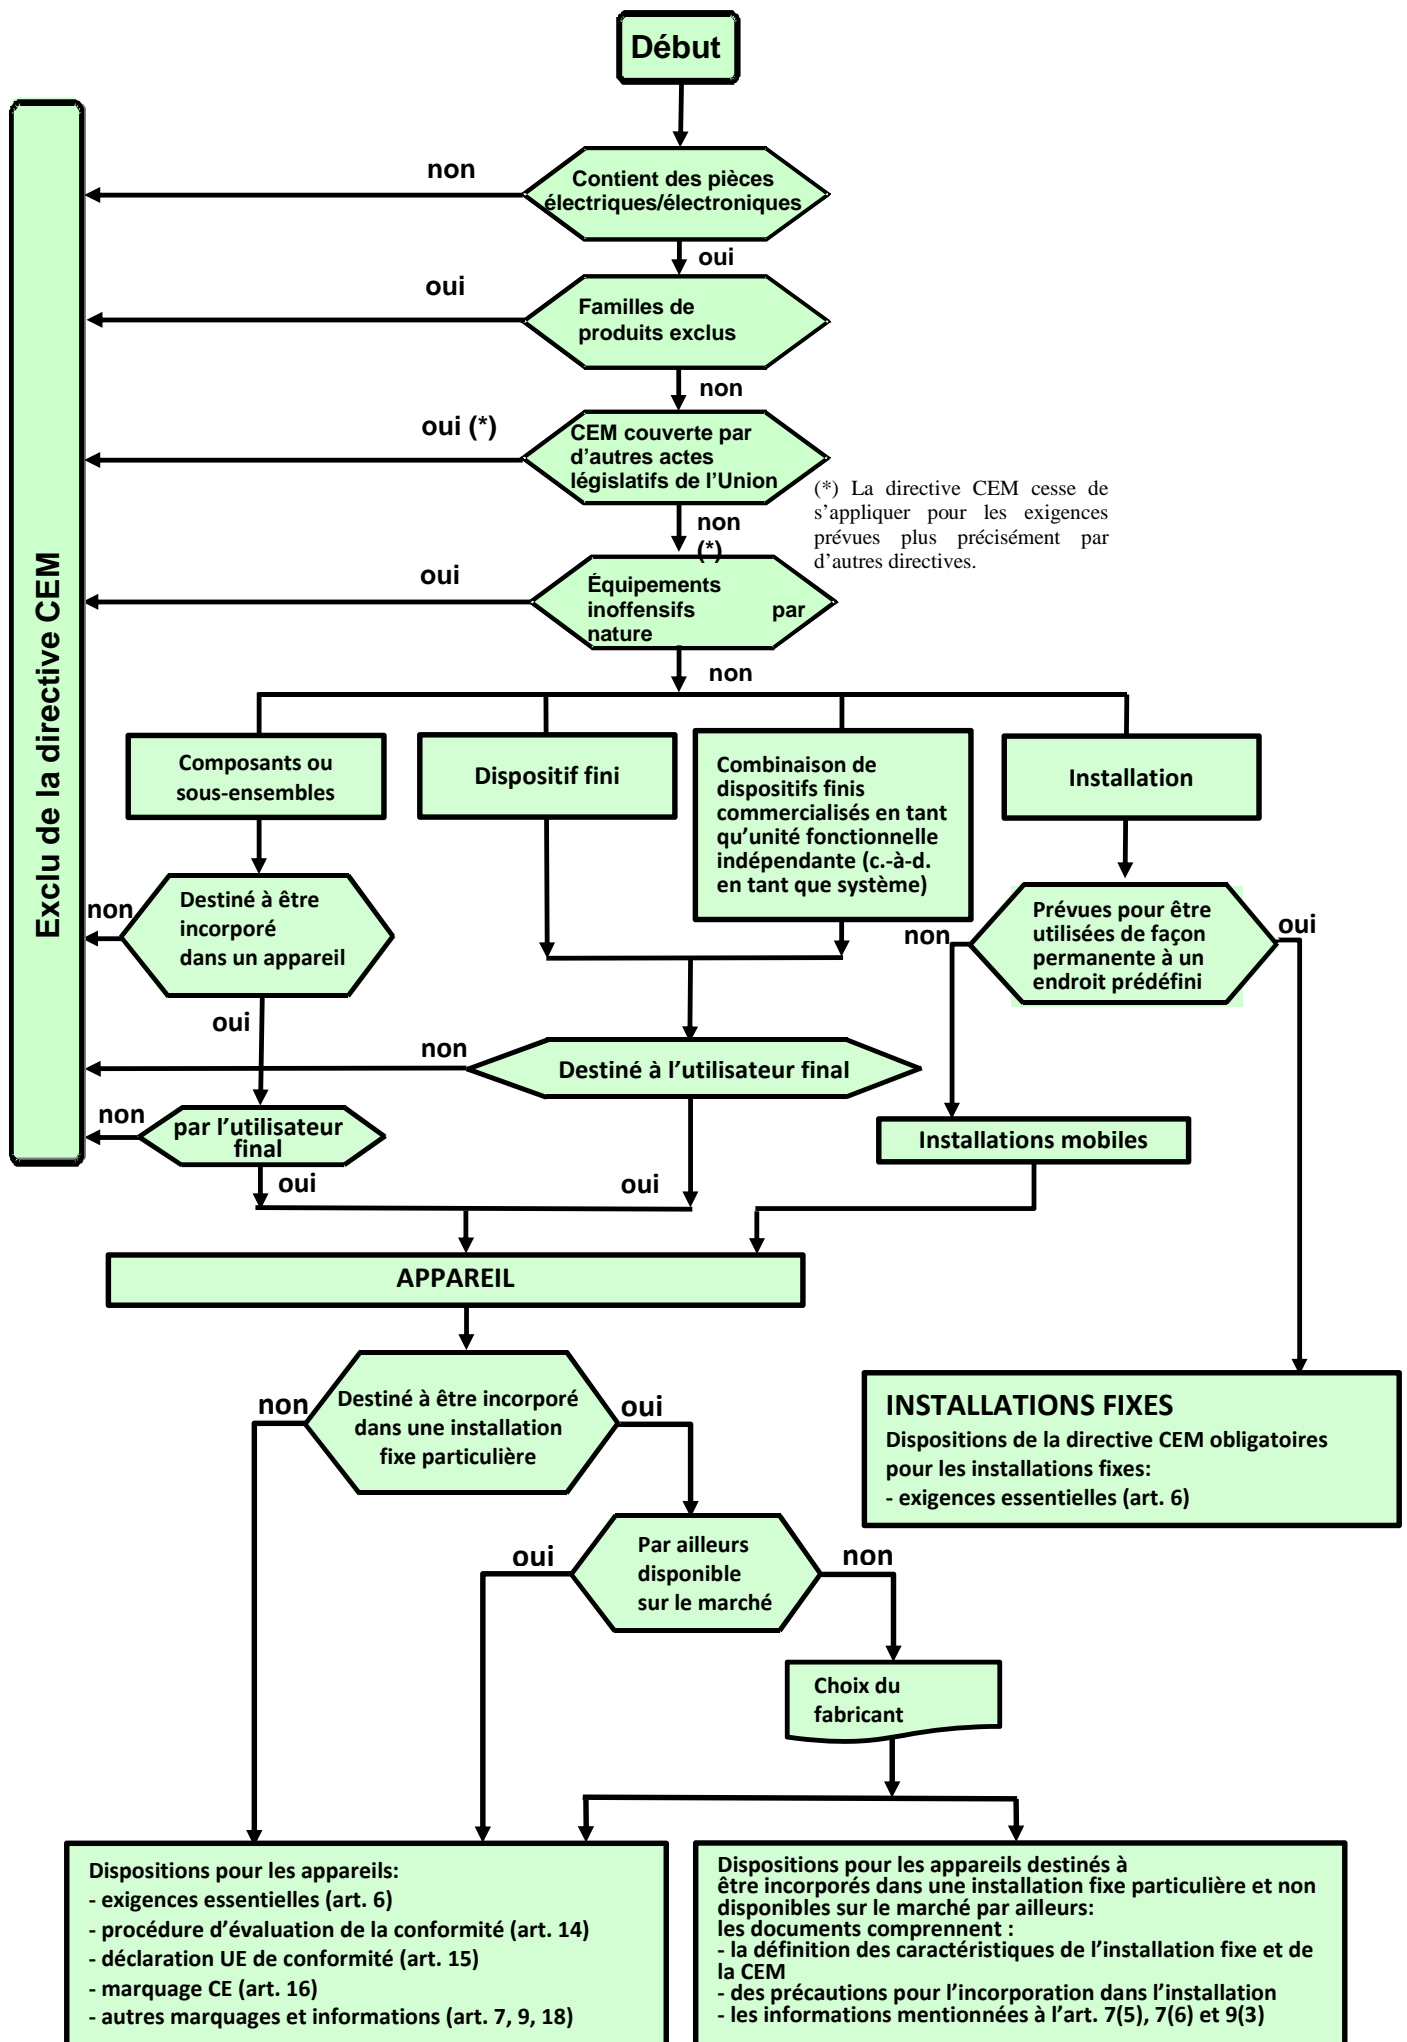 Début
non
Contient des pièces
électriques/électroniques
oui
oui
Familles de
produits exclus
non
oui (*)
CEM couverte par
d'autres actes
législatifs de l'Union
(*) La directive CEM cesse de
s'appliquer pour les exigences
prévues plus précisément par
d'autres directives.
non
(*)
oui
Équipements
inoffensifs par
nature
non
Exclu de la directive CEM
Composants ou
sous-ensembles
Dispositif fini
Combinaison de
dispositifs finis
commercialisés en tant
qu'unité fonctionnelle
indépendante (c.-à-d.
en tant que système)
Installation
non
Destiné à être
incorporé
dans un appareil
non
Prévues pour être
utilisées de façon
permanente à un
endroit prédéfini
oui
oui
non
Destiné à l'utilisateur final
non
par l'utilisateur
final
Installations mobiles
oui
oui
APPAREIL
non
Destiné à être incorporé
dans une installation
fixe particulière
oui
INSTALLATIONS FIXES
Dispositions de la directive CEM obligatoires
pour les installations fixes:
- exigences essentielles (art. 6)
oui
Par ailleurs
disponible
sur le marché
non
Choix du
fabricant
Dispositions pour les appareils:
- exigences essentielles (art. 6)
- procédure d'évaluation de la conformité (art. 14)
- déclaration UE de conformité (art. 15)
- marquage CE (art. 16)
- autres marquages et informations (art. 7, 9, 18)
Dispositions pour les appareils destinés à
être incorporés dans une installation fixe particulière et non
disponibles sur le marché par ailleurs:
les documents comprennent :
- la définition des caractéristiques de l'installation fixe et de
la CEM
- des précautions pour l'incorporation dans l'installation
- les informations mentionnées à l'art. 7(5), 7(6) et 9(3)